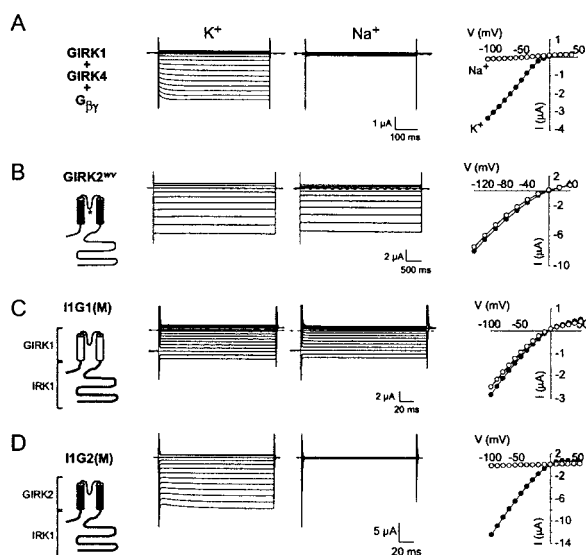 A
GIRK1
+
GIRK4
+
Gβγ
K+
Na+
1 µA
100 ms
V (mV)
-100 -50 50
1
-1
-2
-3
-4
Na+
K+
I (µA)
B
GIRK2wv
*
2 µA
500 ms
V (mV)
-120 -80 -40
-2
-6
-10
I (µA)
C
I1G1(M)
GIRK1
IRK1
2 µA
20 ms
V (mV)
-100 -50 50
1
-1
-2
-3
I (µA)
D
I1G2(M)
GIRK2
IRK1
5 µA
20 ms
V (mV)
-100 -50 50
2
-2
-6
-10
-14
I (µA)